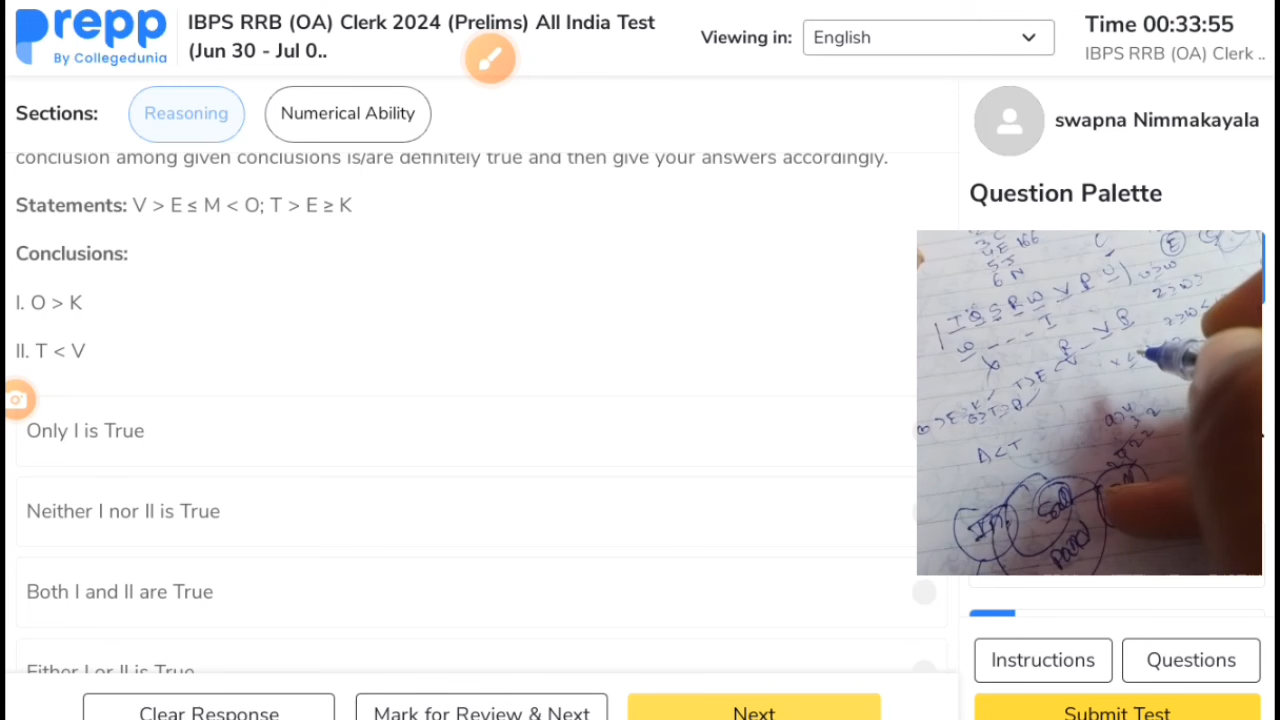 prepp
By Collegedunia
IBPS RRB (OA) Clerk 2024 (Prelims) All India Test
(Jun 30 - Jul 0..
Viewing in:
English
Time 00:33:55
IBPS RRB (OA) Clerk ..
Sections:
Reasoning
Numerical Ability
swapna Nimmakayala
Question Palette
conclusion among given conclusions is/are definitely true and then give your answers accordingly.
Statements: V > E ≤ M < O; T > E ≥ K
Conclusions:
I. O > K
II. T < V
Only I is True
Neither I nor II is True
Both I and II are True
Either I or II is True
6 N
A < T
Instructions
Questions
Clear Response
Mark for Review & Next
Next
Submit Test